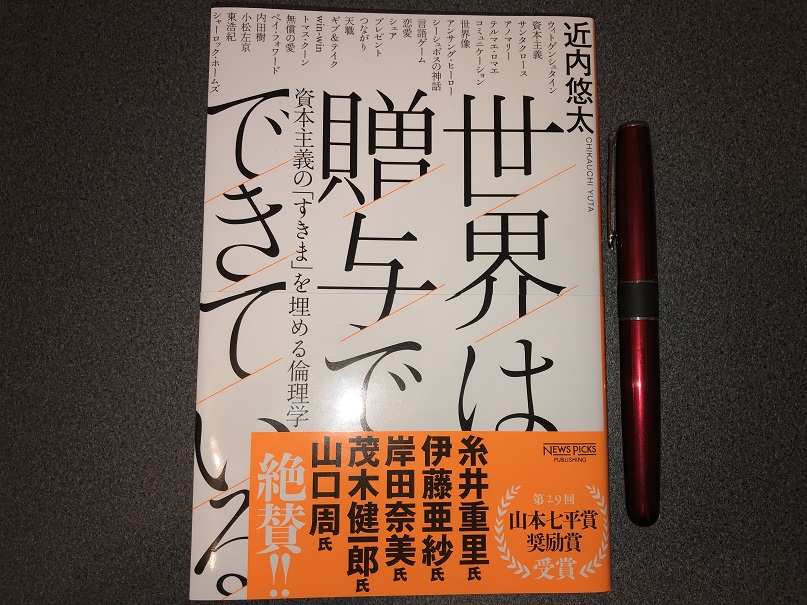 近内悠太
CHIKAUCHI YUTA
ウィトゲンシュタイン
資本主義
サンタクロース
アノマリー
テルマエ・ロマエ
コミュニケーション
世界像
アンサング・ヒーロー
シーシュポスの神話
言語ゲーム
恋愛
シェア
プレゼント
つながり
天職
ギブ&テイク
win-win
トマス・クーン
無償の愛
ペイ・フォワード
内田樹
小松左京
東浩紀
シャーロック・ホームズ
世界は
贈与で
できている
資本主義の「すきま」を埋める倫理学
NEWS PICKS
PUBLISHING
第29回
山本七平賞
奨励賞
受賞
糸井重里氏
伊藤亜紗氏
岸田奈美氏
茂木健一郎氏
山口周氏
絶賛!!